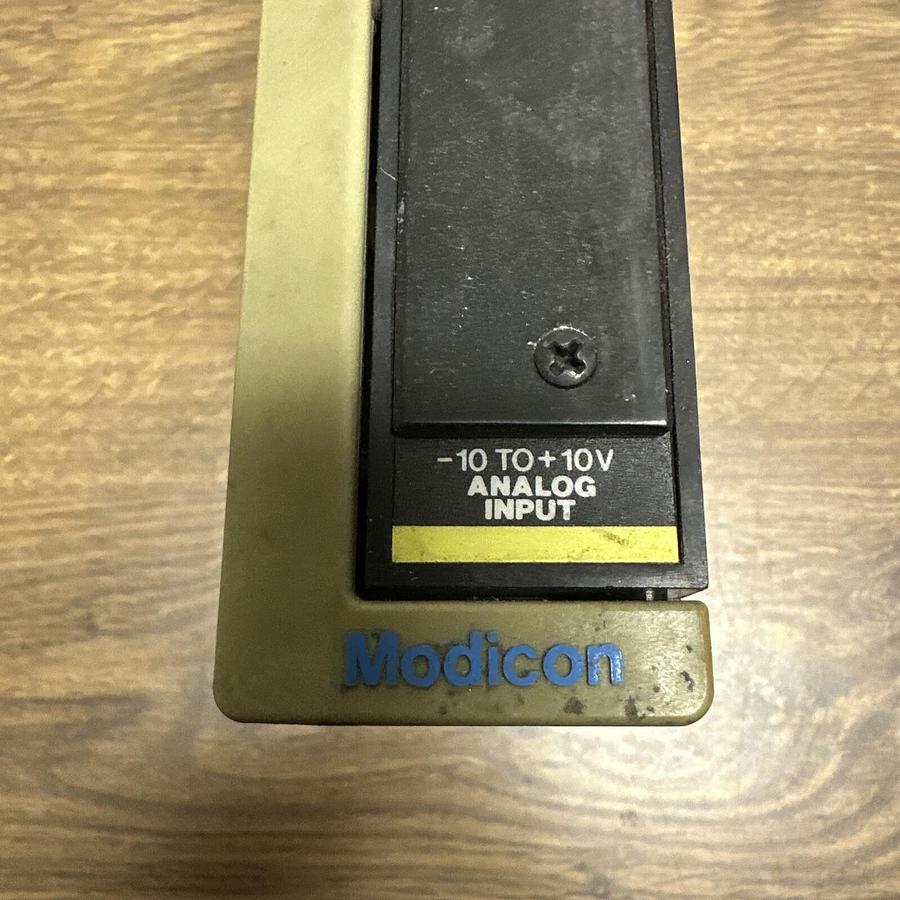 -10 TO +10V
ANALOG
INPUT
Modicon